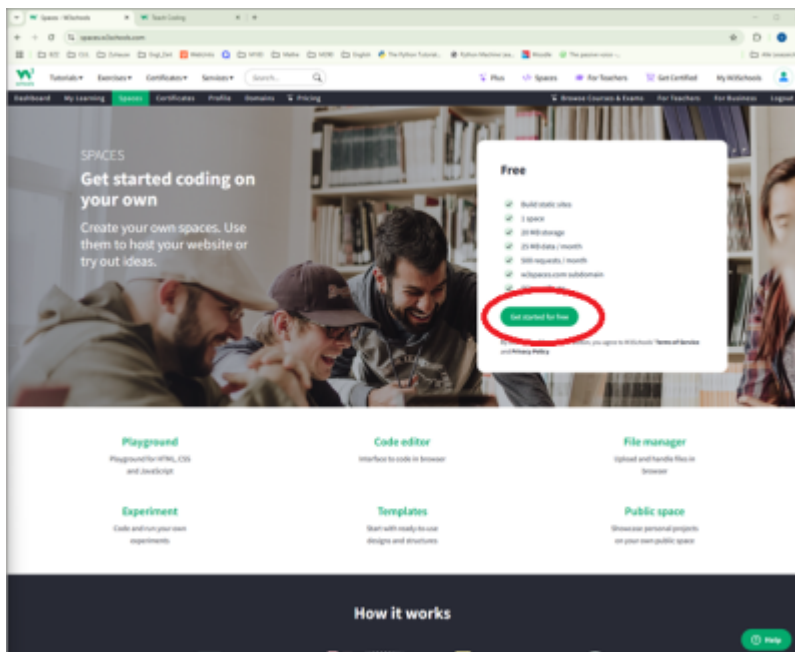 Spaces - W3Schools
Teach Coding
spaces.w3schools.com
Tutorials
Exercises
Certificates
Services
Search...
Plus
Spaces
For Teachers
Get Certified
My W3Schools
Dashboard
My Learning
Spaces
Certificates
Profile
Domains
Pricing
Browse Courses & Exams
For Teachers
For Business
Logout
SPACES
Get started coding on
your own
Create your own spaces. Use
them to host your website or
try out ideas.
Free
Build static sites
1 space
20 MB storage
25 MB data / month
500 requests / month
w3spaces.com subdomain
Get started for free
you agree to W3Schools' Terms of Service
and Privacy Policy
Playground
Playground for HTML, CSS
and JavaScript
Code editor
Interface to code in browser
File manager
Upload and handle files in
browser
Experiment
Code and run your own
experiments
Templates
Start with ready to use
designs and structures
Public space
Showcase personal projects
on your own public space
How it works
Help